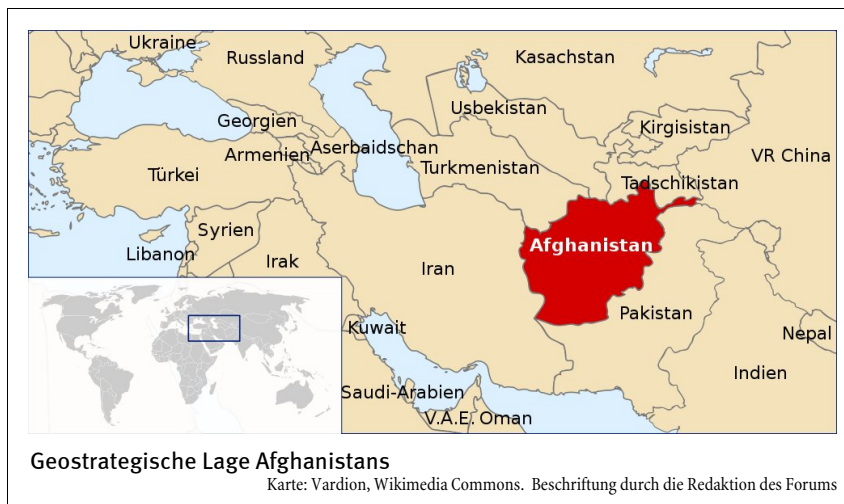 Ukraine
Russland
Kasachstan
Usbekistan
Georgien
Kirgisistan
Armenien
Aserbaidschan
VR China
Turkmenistan
Türkei
Tadschikistan
Syrien
Afghanistan
Libanon
Irak
Iran
Pakistan
Kuwait
Nepal
Indien
Saudi-Arabien
V.A.E.
Oman
Geostrategische Lage Afghanistans
Karte: Vardion, Wikimedia Commons. Beschriftung durch die Redaktion des Forums